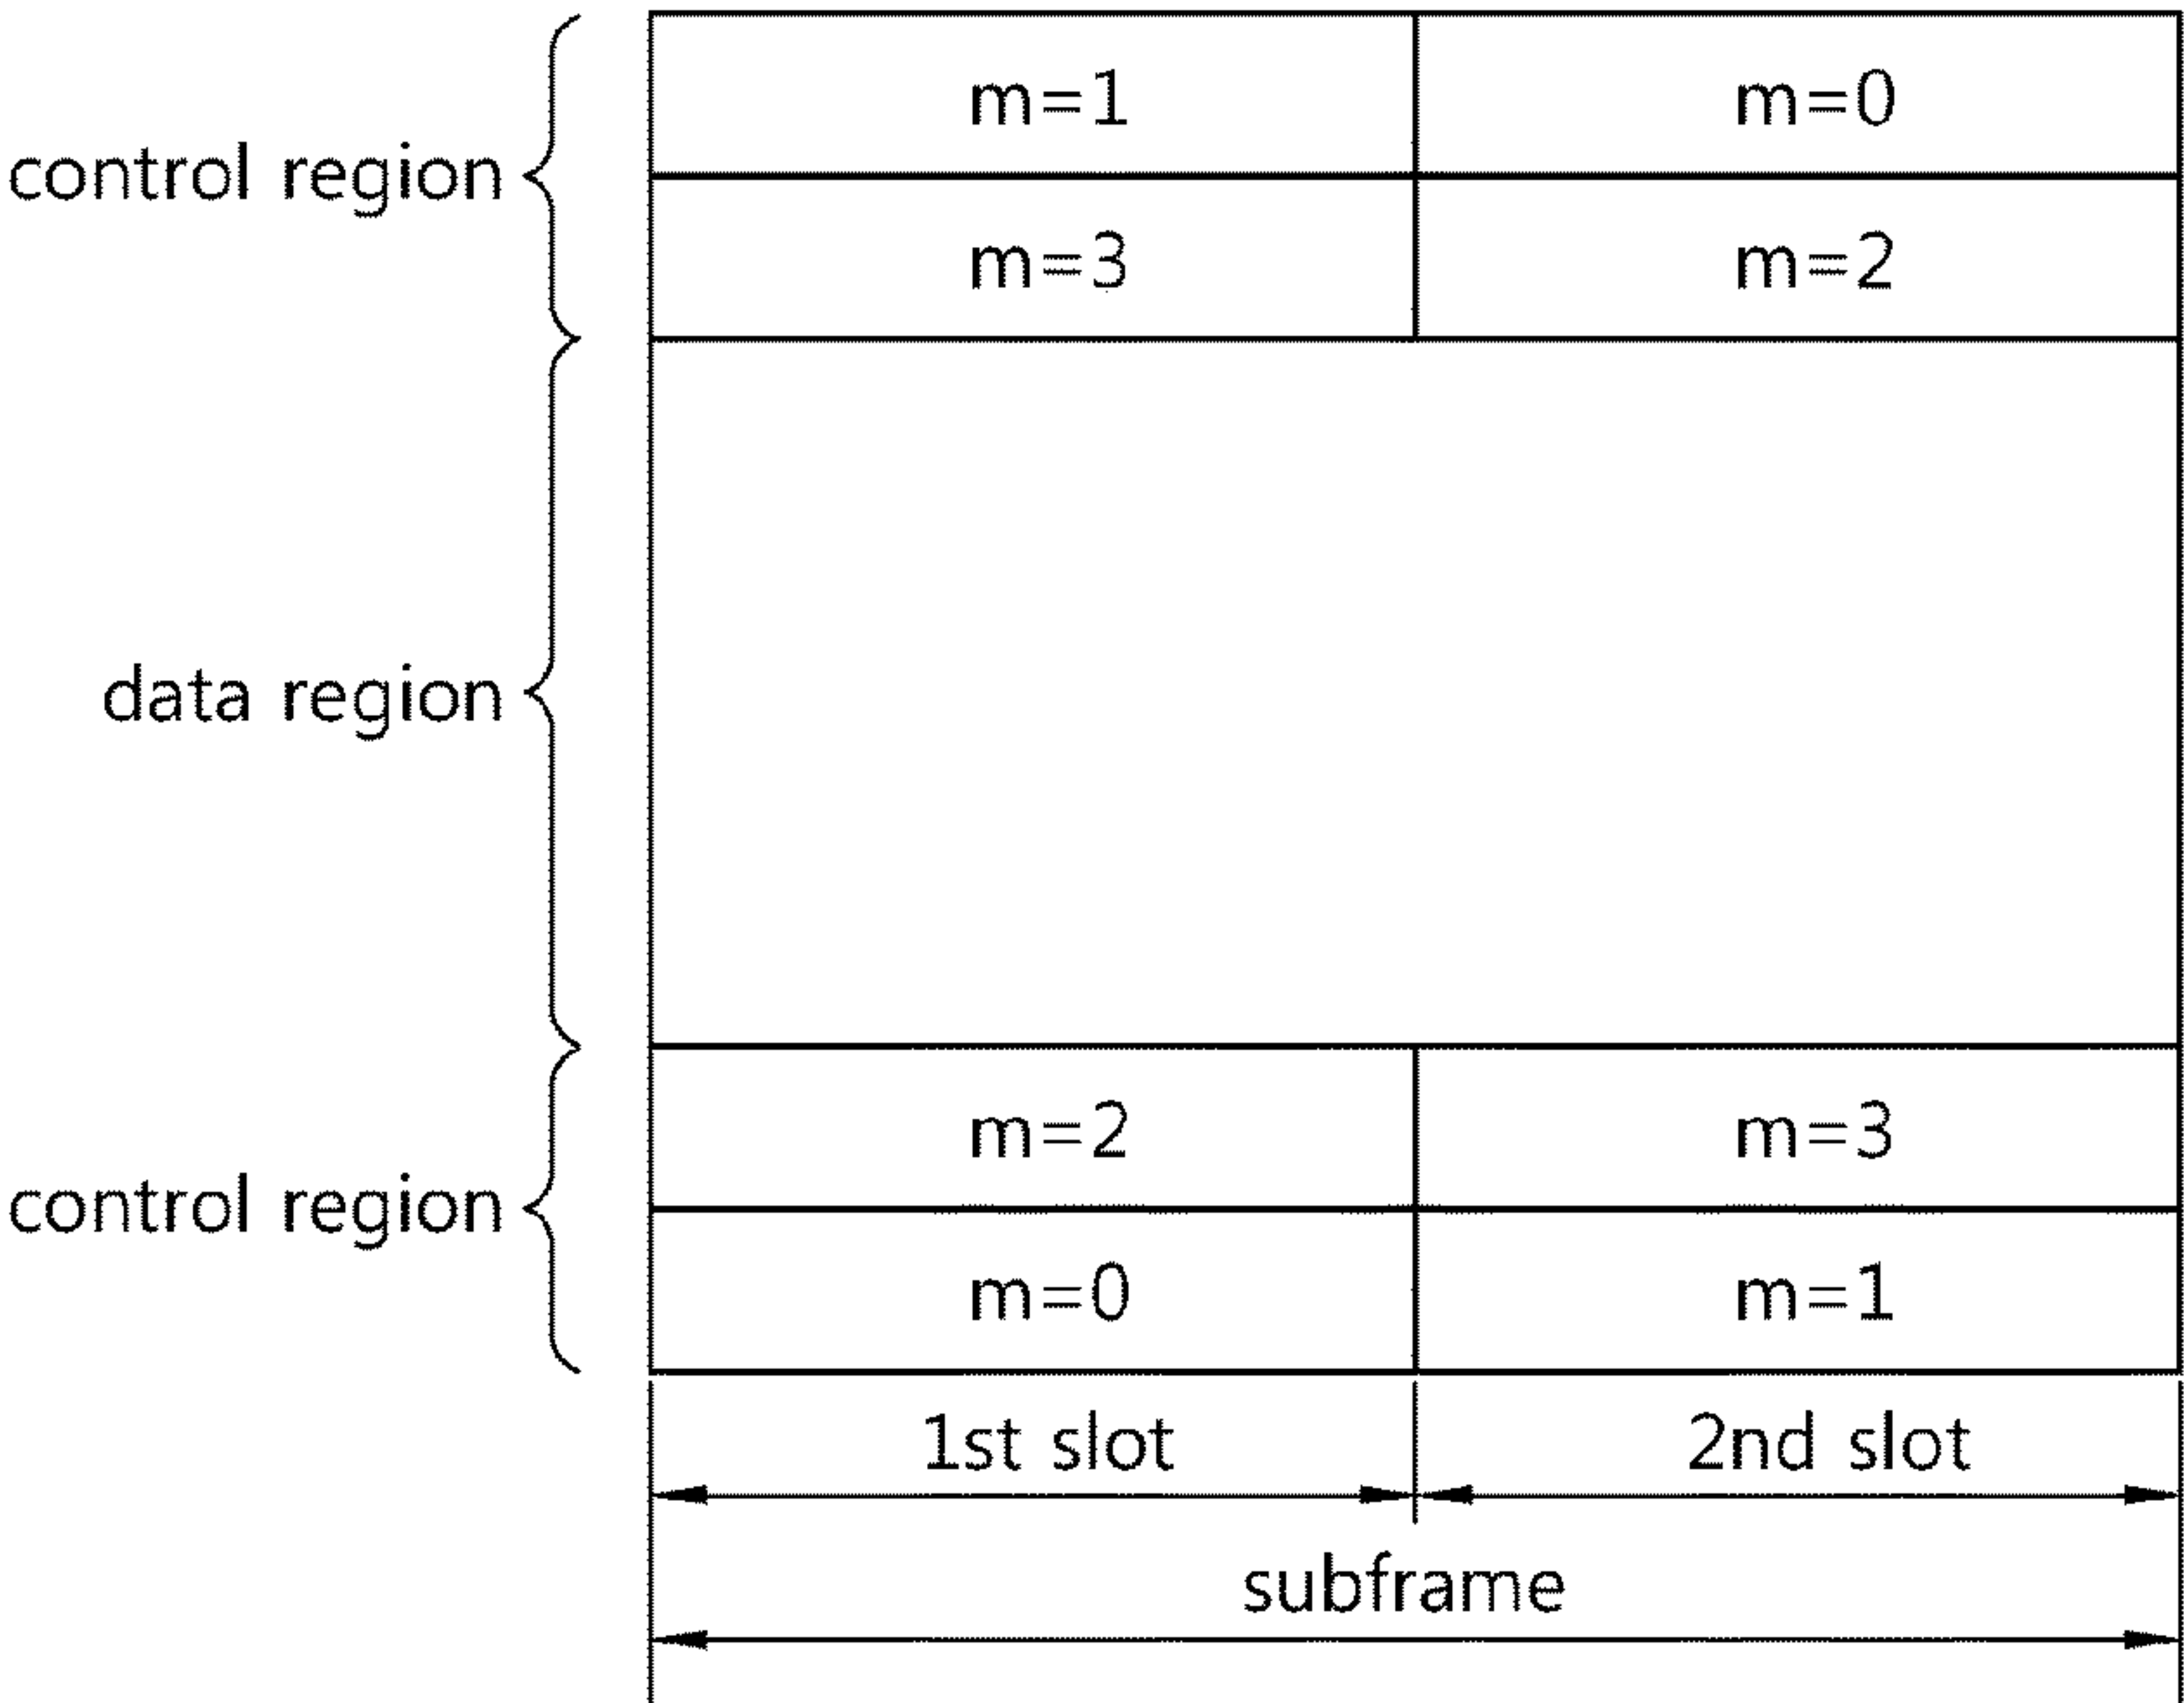 m=1 m=0
control region
m=3 m=2
data region
m=2 m=3
control region
m=0 m=1
1st slot 2nd slot
subframe